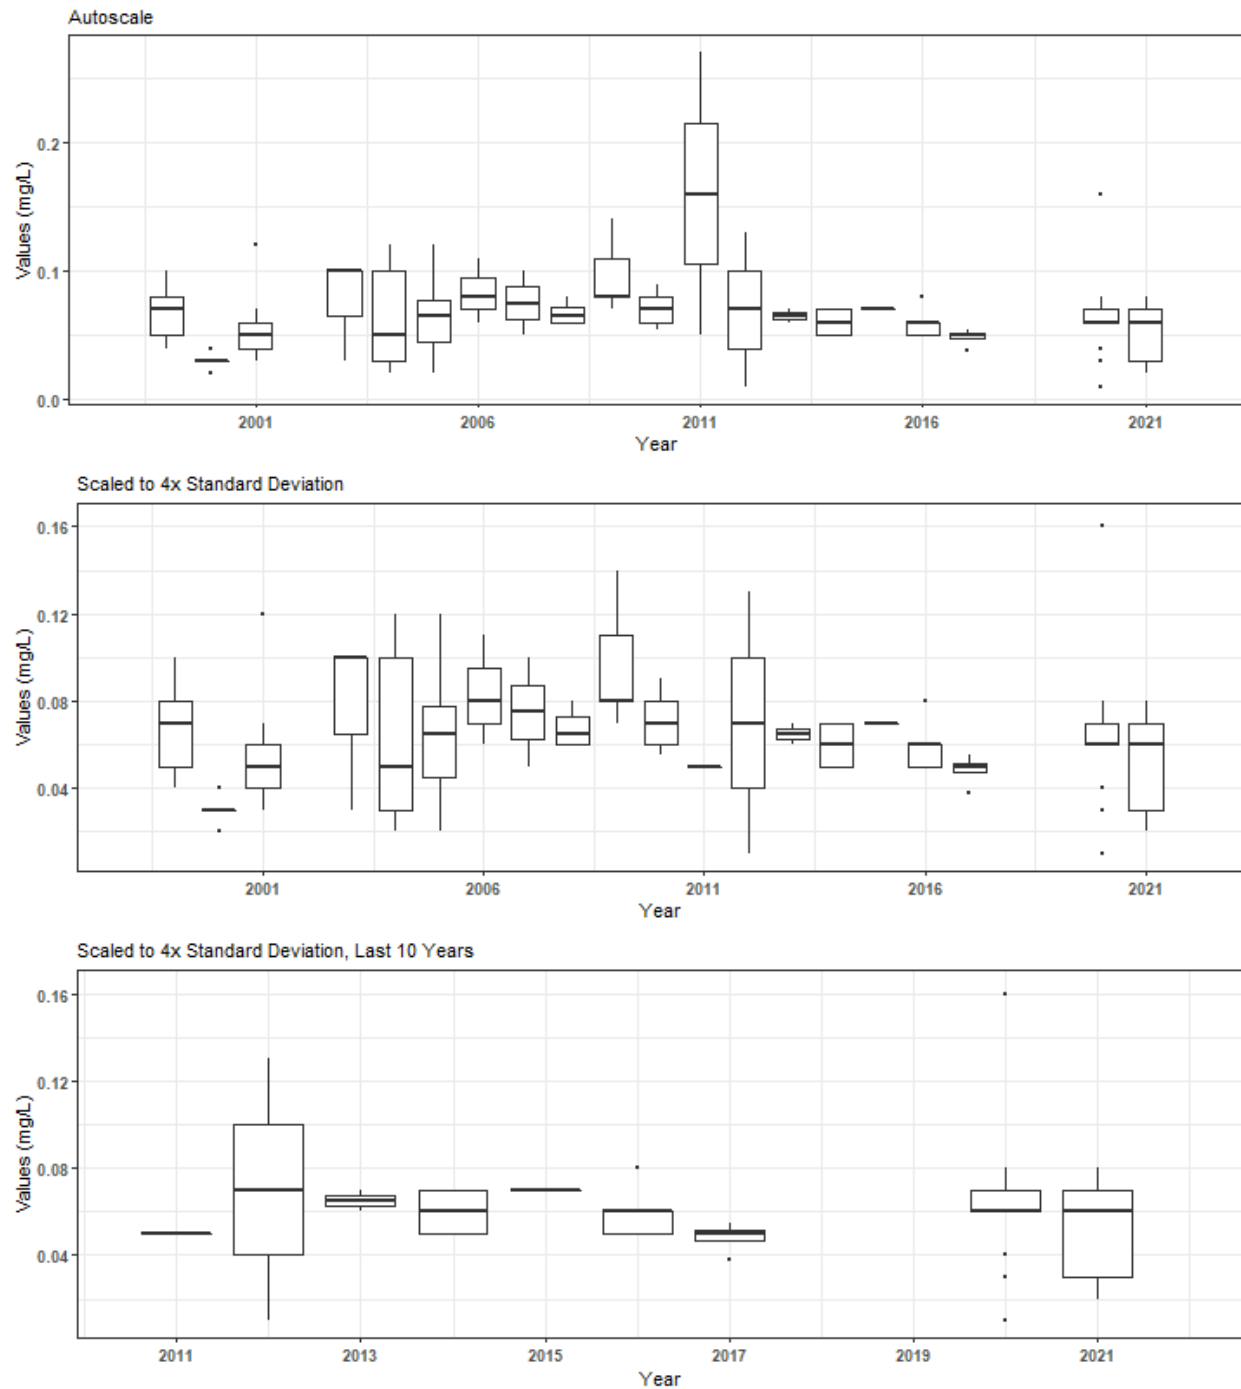 Autoscale
Values (mg/L)
0.2
0.1
0.0
2001 2006 2011 2016 2021
Year
Scaled to 4x Standard Deviation
Values (mg/L)
0.16
0.12
0.08
0.04
2001 2006 2011 2016 2021
Year
Scaled to 4x Standard Deviation, Last 10 Years
Values (mg/L)
0.16
0.12
0.08
0.04
2011 2013 2015 2017 2019 2021
Year